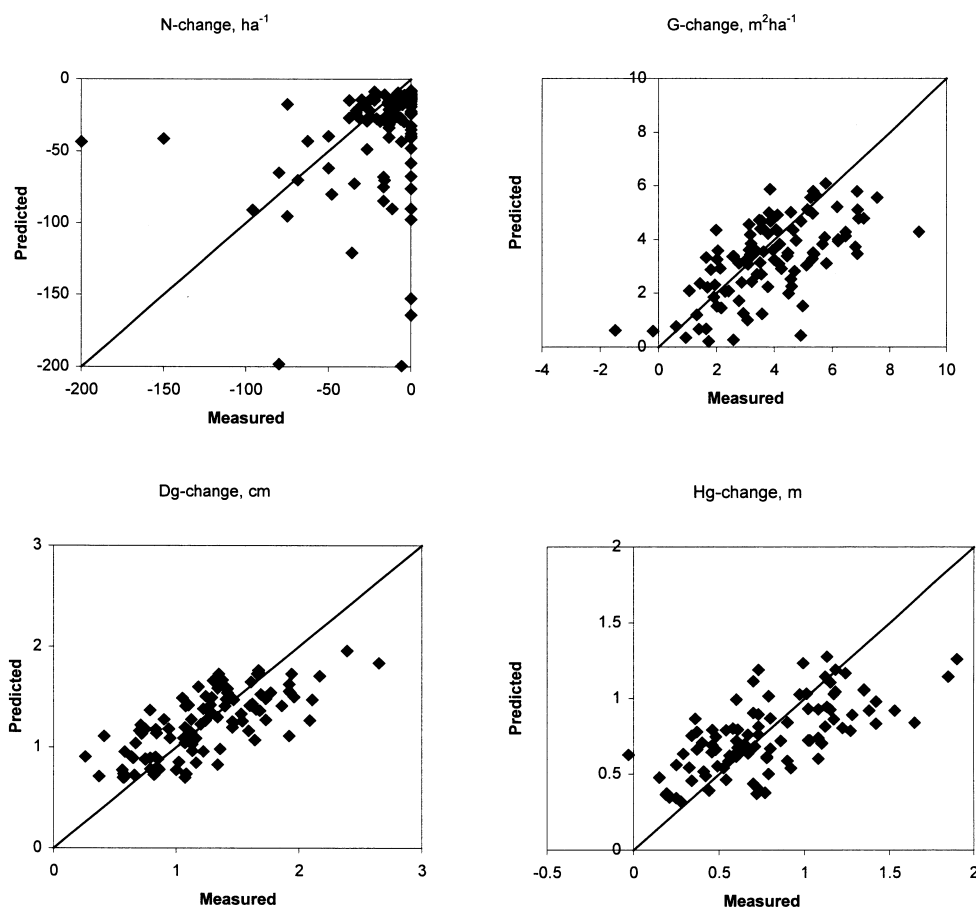 N-change, ha⁻¹
0
-50
-100
-150
-200
Predicted
-200 -150 -100 -50 0
Measured
G-change, m²ha⁻¹
10
8
6
4
2
0
Predicted
-4 -2 0 2 4 6 8 10
Measured
Dg-change, cm
3
2
1
0
Predicted
0 1 2 3
Measured
Hg-change, m
2
1.5
1
0.5
0
Predicted
-0.5 0 0.5 1 1.5 2
Measured